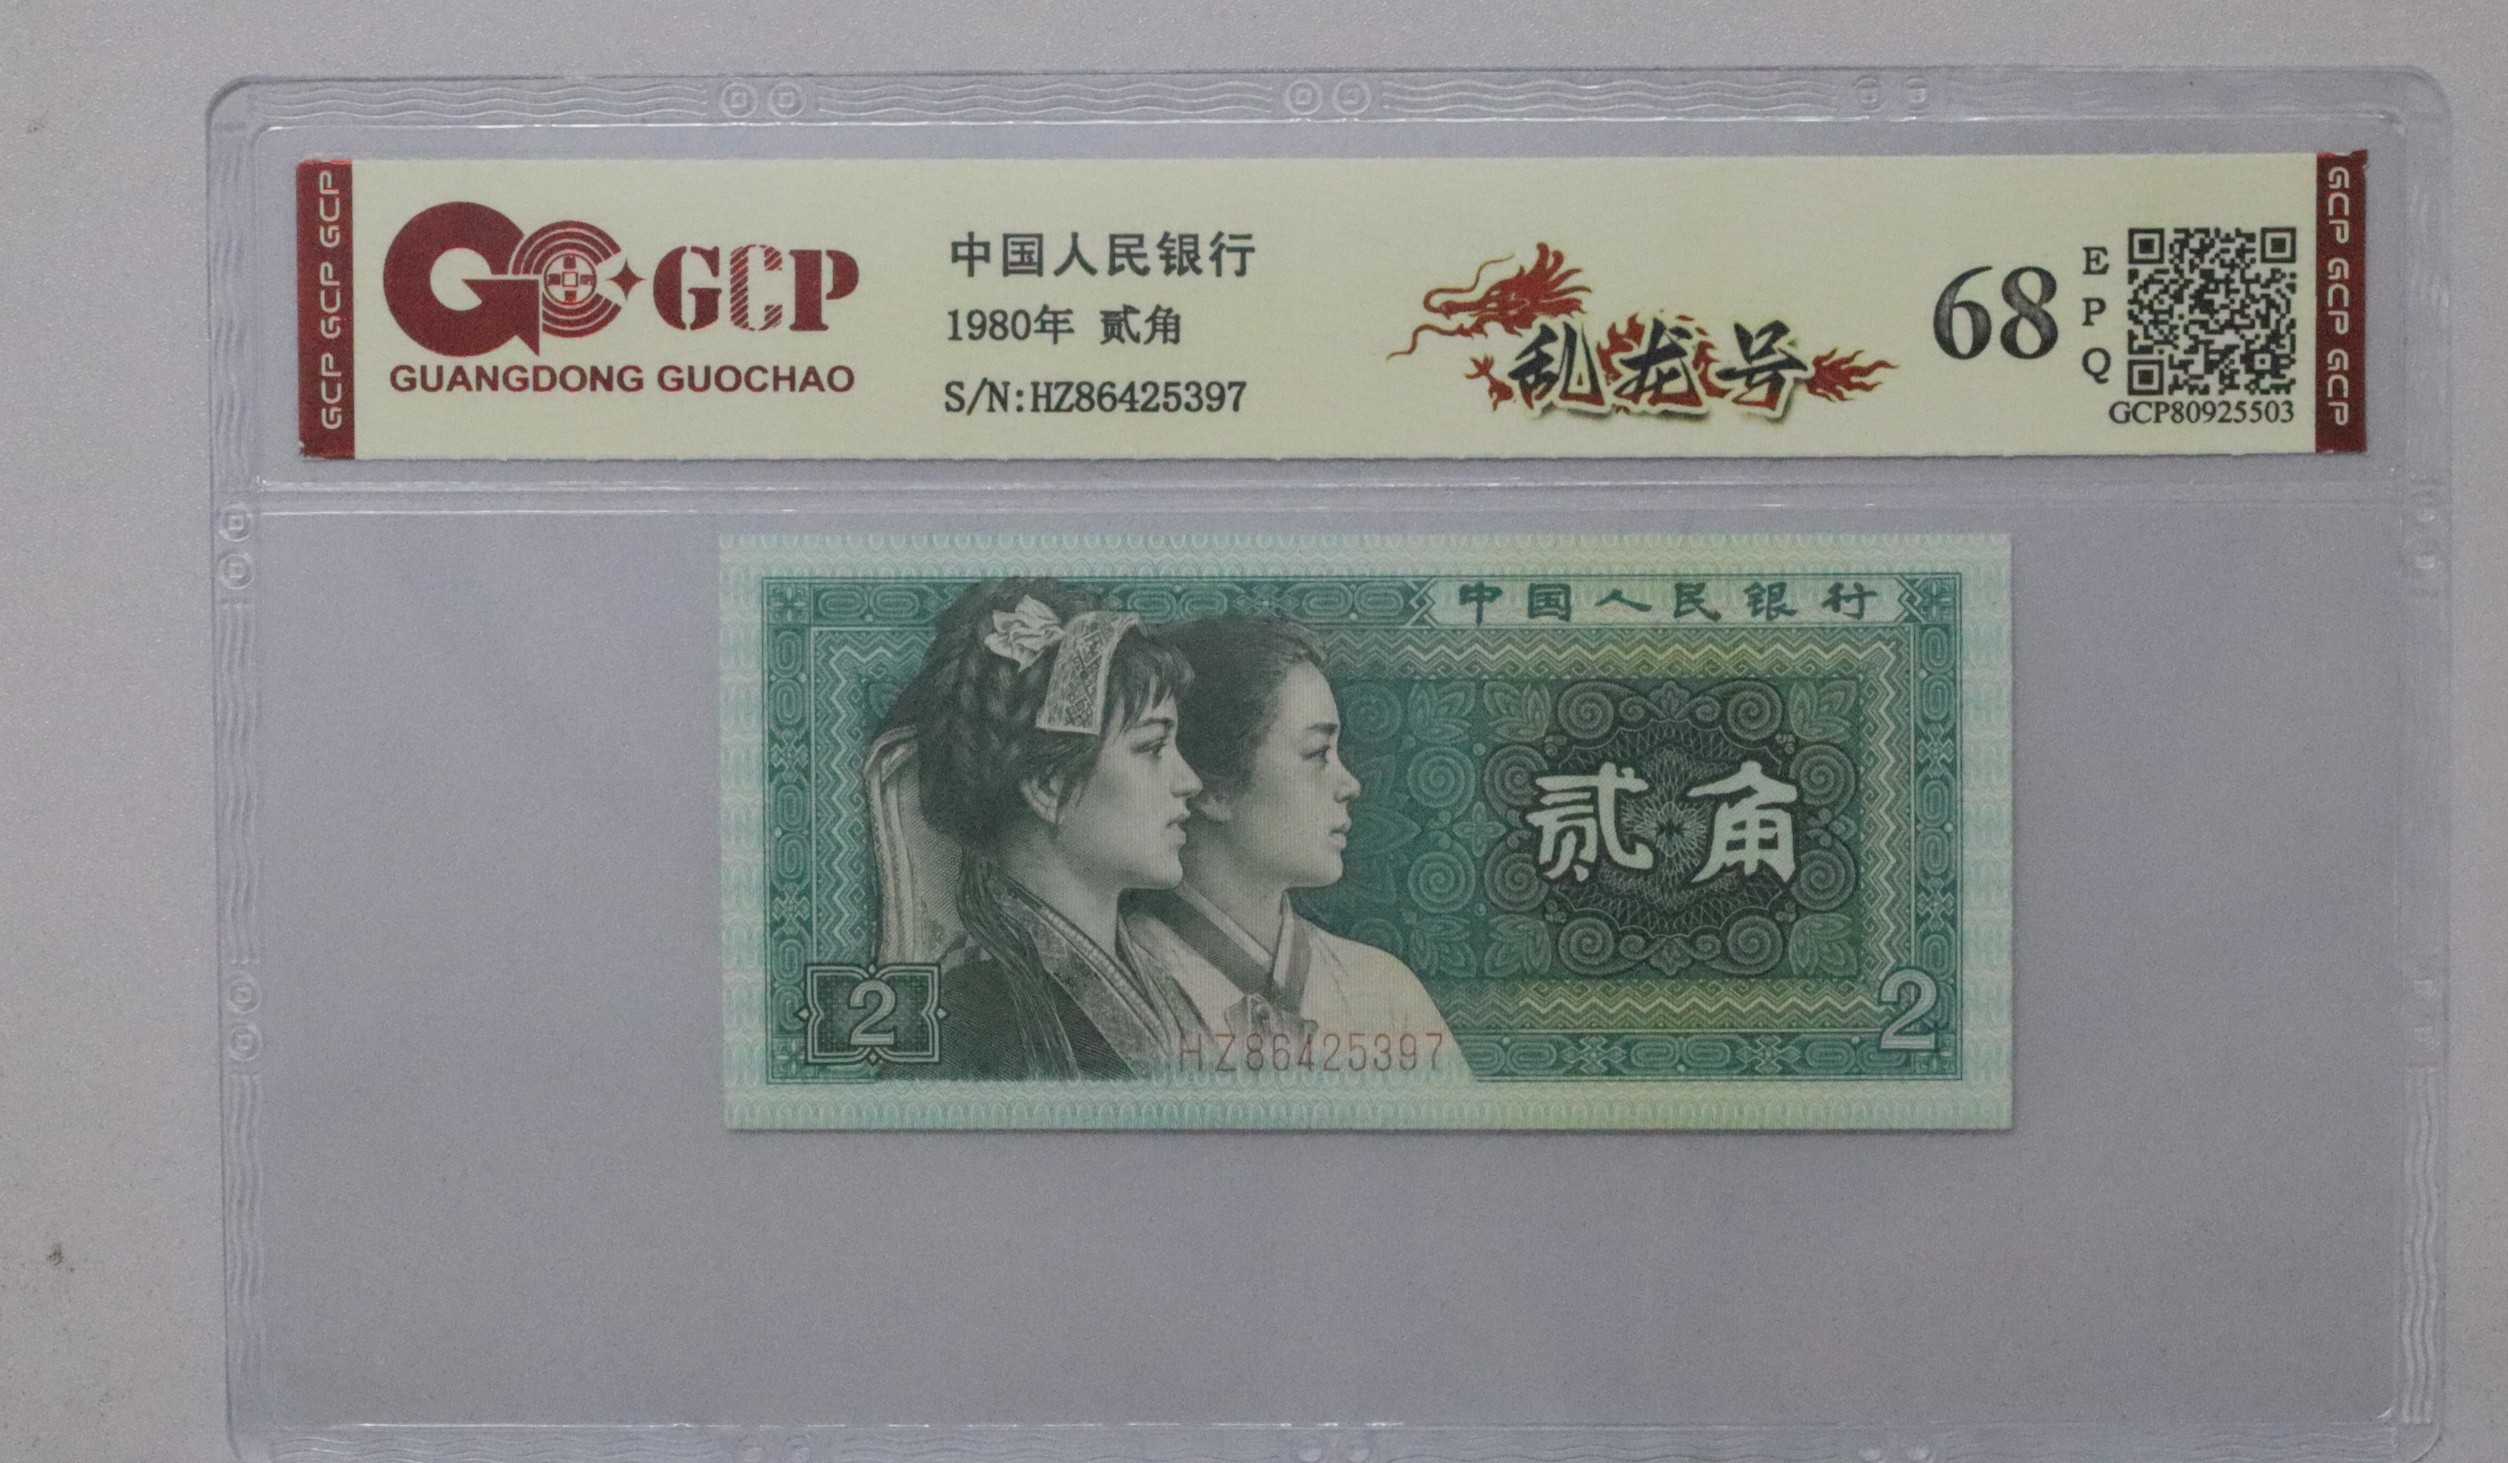 GCP GCP GCP
GCP
GUANGDONG GUOCHAO
中国人民银行
1980年 贰角
S/N:HZ86425397
乱龙号
68
E
P
Q
GCP80925503
GCP GCP GCP
中国人民银行
贰角
2
HZ86425397
2